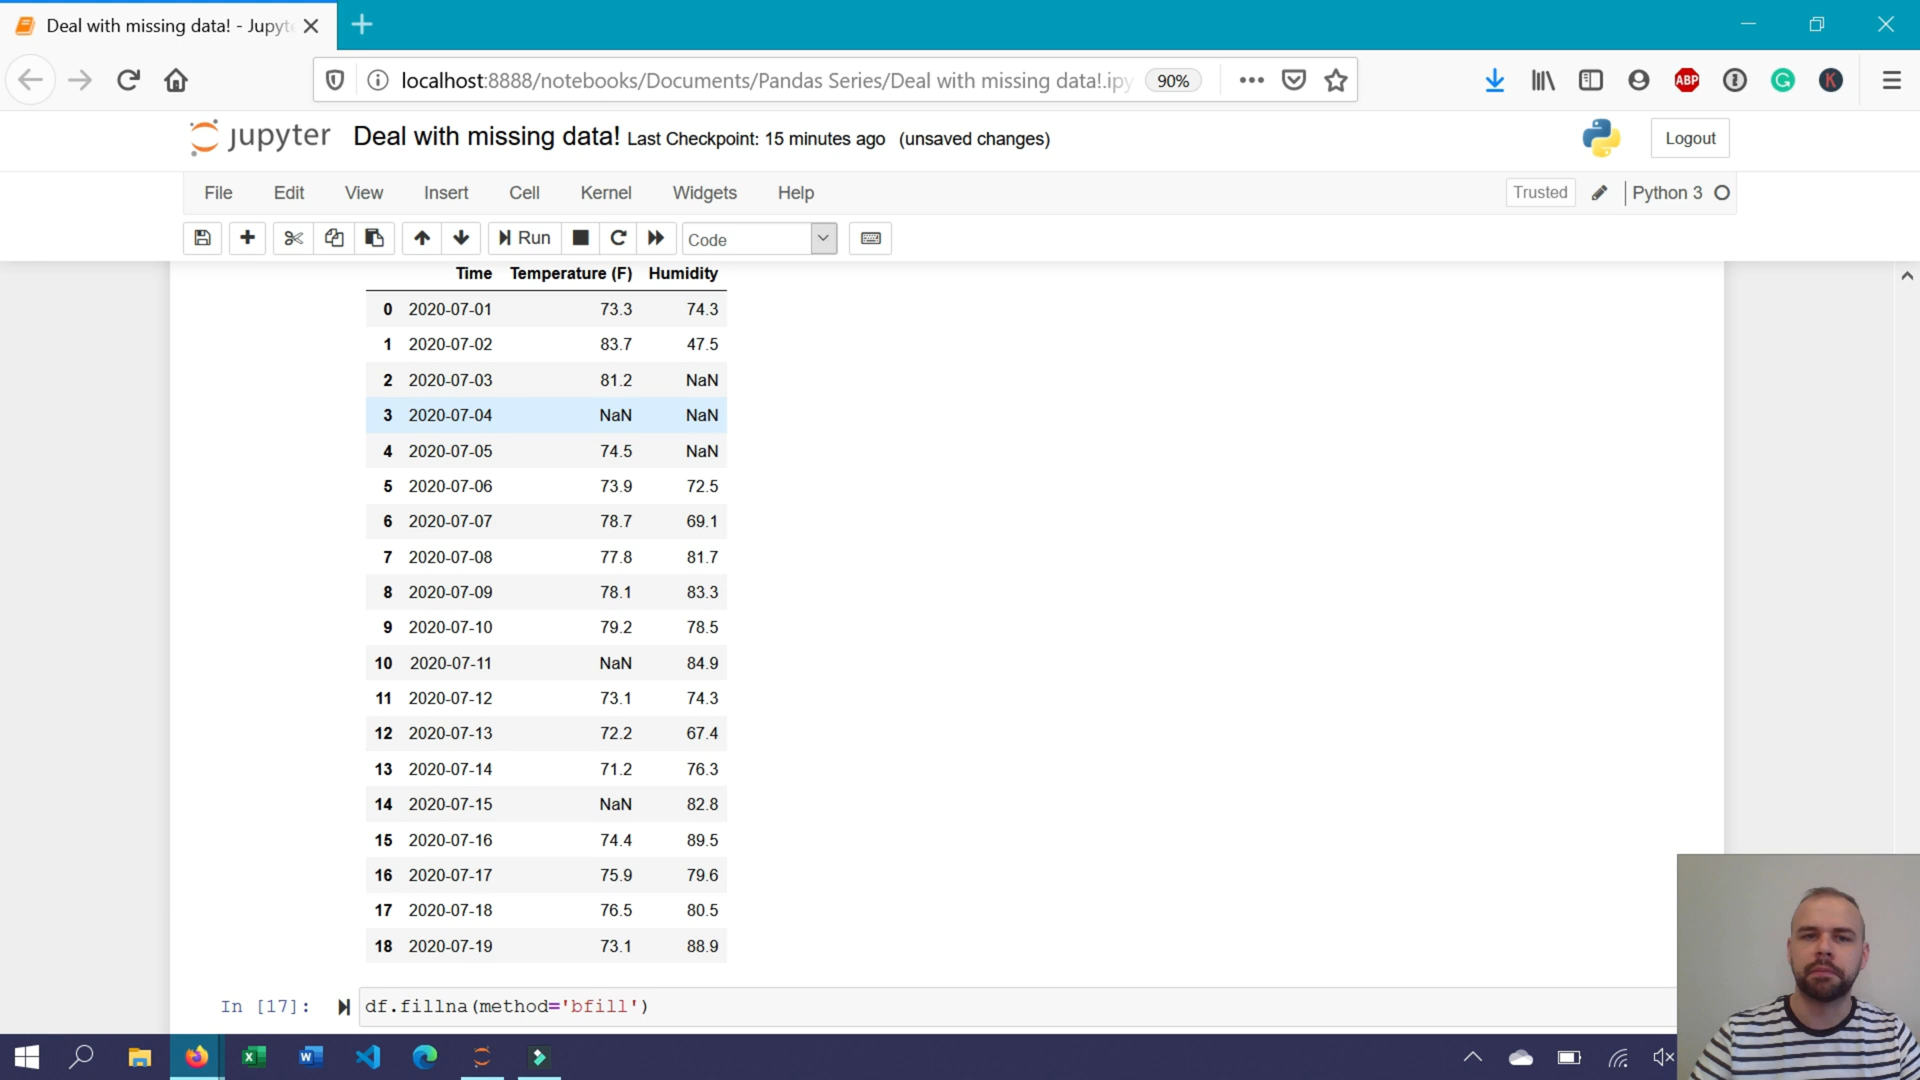 Deal with missing data! - Jupyt
localhost:8888/notebooks/Documents/Pandas Series/Deal with missing data!.ipy 90%
ABP
K
jupyter Deal with missing data! Last Checkpoint: 15 minutes ago (unsaved changes)
Logout
File Edit View Insert Cell Kernel Widgets Help
Trusted Python 3
Run Code
Time Temperature (F) Humidity
0 2020-07-01 73.3 74.3
1 2020-07-02 83.7 47.5
2 2020-07-03 81.2 NaN
3 2020-07-04 NaN NaN
4 2020-07-05 74.5 NaN
5 2020-07-06 73.9 72.5
6 2020-07-07 78.7 69.1
7 2020-07-08 77.8 81.7
8 2020-07-09 78.1 83.3
9 2020-07-10 79.2 78.5
10 2020-07-11 NaN 84.9
11 2020-07-12 73.1 74.3
12 2020-07-13 72.2 67.4
13 2020-07-14 71.2 76.3
14 2020-07-15 NaN 82.8
15 2020-07-16 74.4 89.5
16 2020-07-17 75.9 79.6
17 2020-07-18 76.5 80.5
18 2020-07-19 73.1 88.9
In [17]: df.fillna(method='bfill')